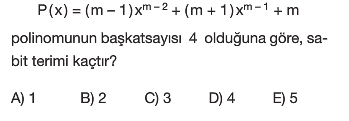 P(x) = (m − 1)x^{m − 2} + (m + 1)x^{m − 1} + m
polinomunun başkatsayısı 4 olduğuna göre, sa-
bit terimi kaçtır?
A) 1 B) 2 C) 3 D) 4 E) 5